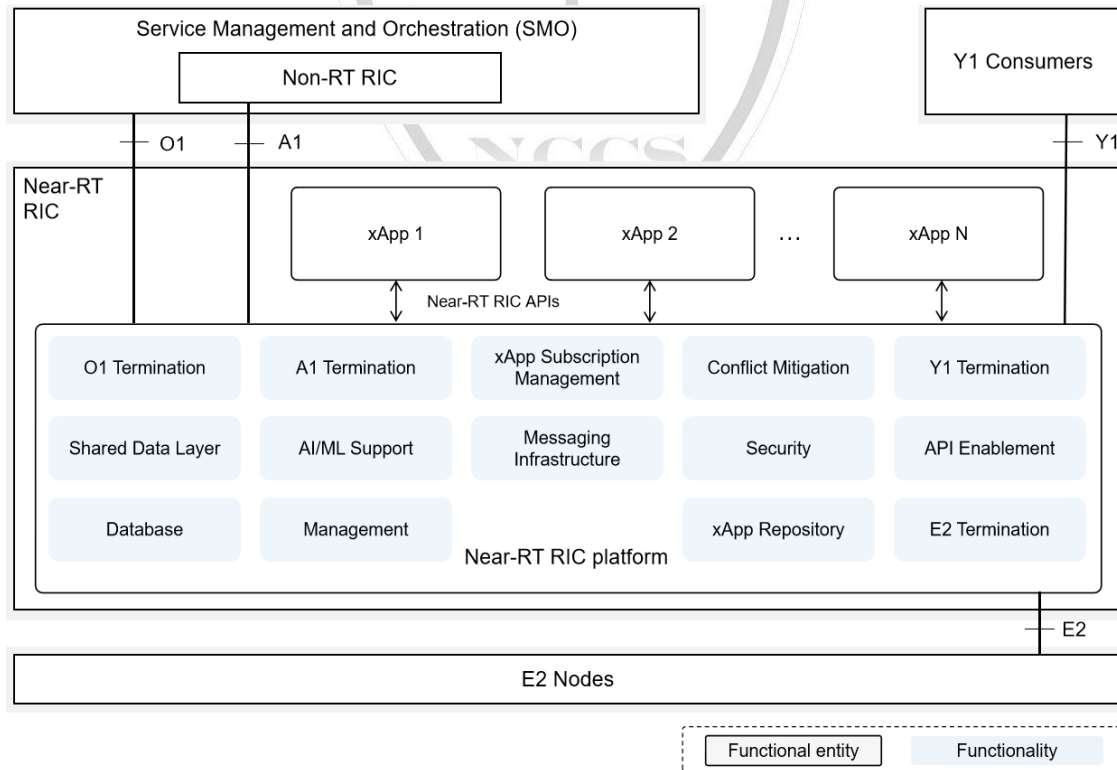 Service Management and Orchestration (SMO)
Non-RT RIC
Y1 Consumers
O1
A1
Y1
NCCS
Near-RT
RIC
xApp 1
xApp 2
...
xApp N
Near-RT RIC APIs
O1 Termination
A1 Termination
xApp Subscription
Management
Conflict Mitigation
Y1 Termination
Shared Data Layer
AI/ML Support
Messaging
Infrastructure
Security
API Enablement
Database
Management
xApp Repository
E2 Termination
Near-RT RIC platform
E2
E2 Nodes
Functional entity
Functionality